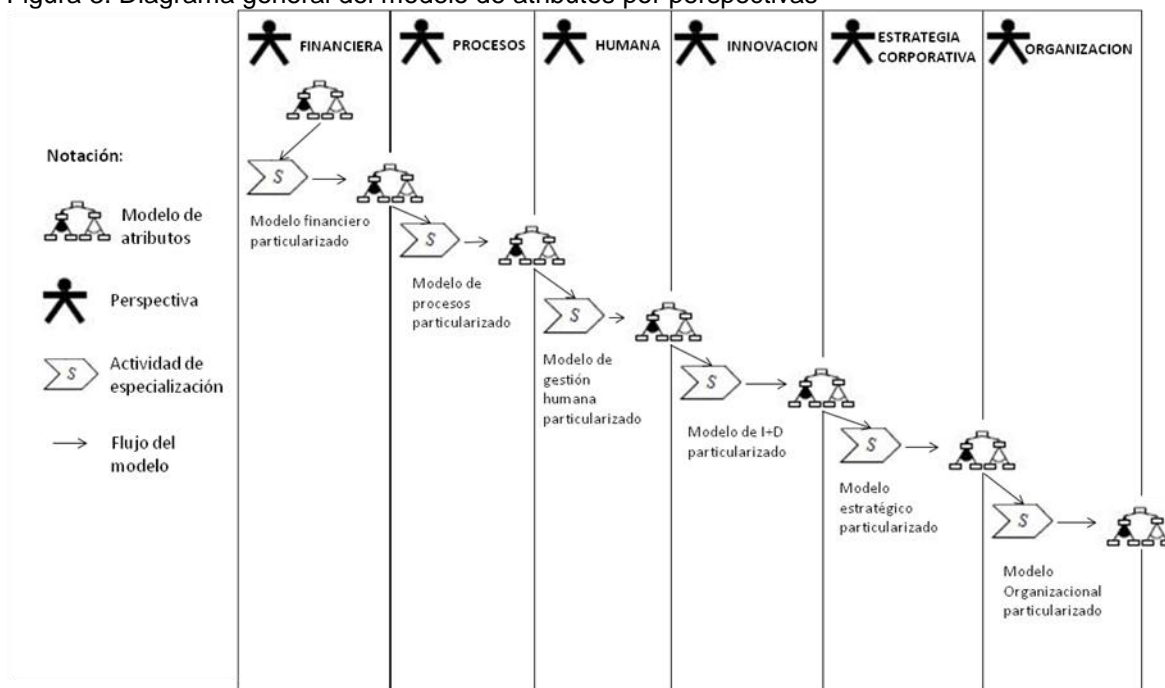 Figura 3. Diagrama general del modelo de atributos por perspectivas
FINANCIERA
PROCESOS
HUMANA
INNOVACION
ESTRATEGIA
CORPORATIVA
ORGANIZACION
Notación:
Modelo de
atributos
Perspectiva
S
Actividad de
especialización
Flujo del
modelo
S
Modelo financiero
particularizado
S
Modelo de
procesos
particularizado
S
Modelo de
gestión
humana
particularizado
S
Modelo de I+D
particularizado
S
Modelo
estratégico
particularizado
S
Modelo
Organizacional
particularizado